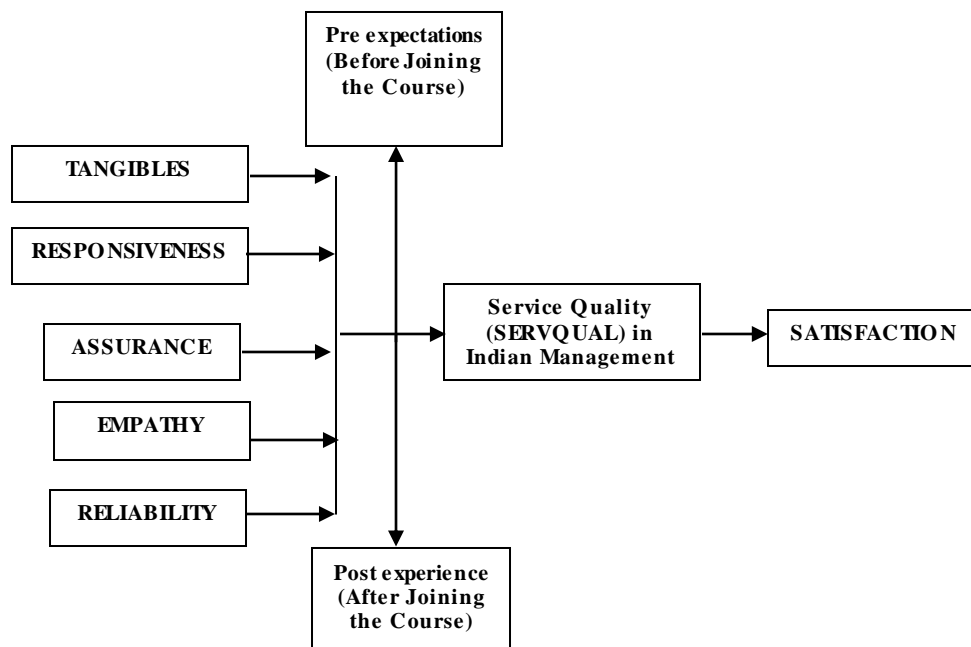 Pre expectations
(Before Joining
the Course)
TANGIBLES
RESPONSIVENESS
ASSURANCE
EMPATHY
RELIABILITY
Service Quality
(SERVQUAL) in
Indian Management
SATISFACTION
Post experience
(After Joining
the Course)